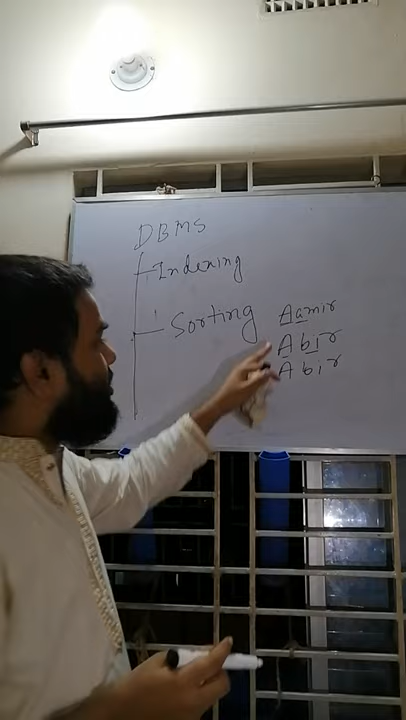 DBMS
Indexing
Sorting
Aamir
Abir
Abir